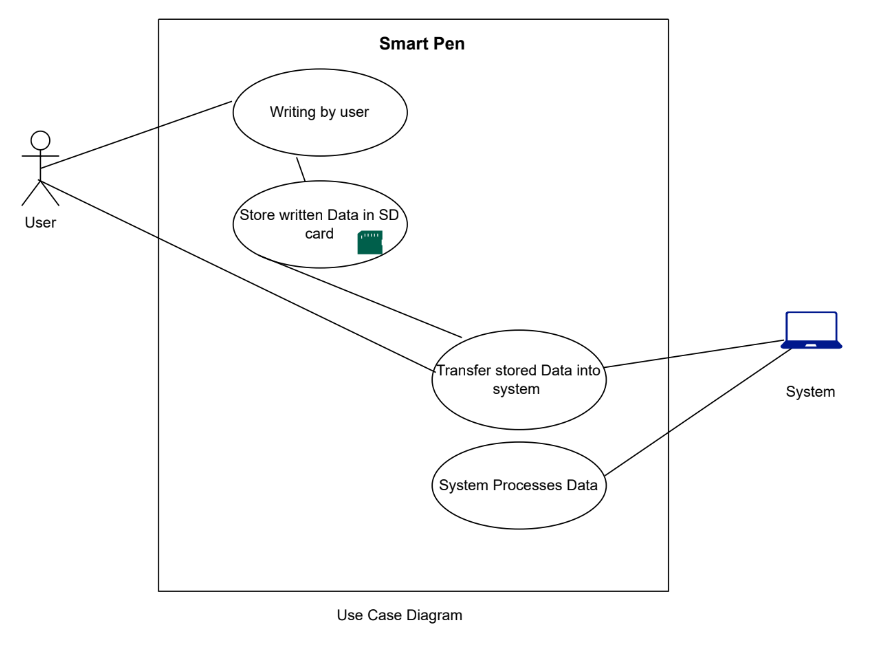 Smart Pen
Writing by user
User
Store written Data in SD
card
Transfer stored Data into
system
System
System Processes Data
Use Case Diagram